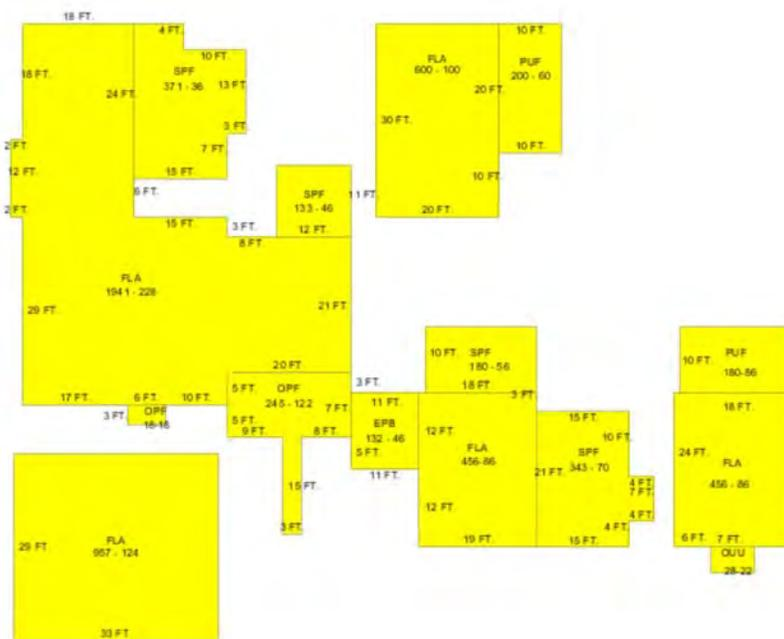 18 FT.
4 FT.
10 FT.
SPF
371 - 36
18 FT.
24 FT.
13 FT.
3 FT.
7 FT.
15 FT.
2 FT.
12 FT.
2 FT.
6 FT.
15 FT.
3 FT.
8 FT.
SPF
133 - 46
12 FT.
11 FT.
FLA
600 - 100
30 FT.
20 FT.
10 FT.
20 FT.
10 FT.
PUF
200 - 60
10 FT.
FLA
1941 - 228
29 FT.
21 FT.
20 FT.
17 FT.
6 FT.
10 FT.
3 FT.
OPF
18-18
5 FT.
OPF
245 - 122
7 FT.
5 FT.
9 FT.
8 FT.
15 FT.
3 FT.
3 FT.
11 FT.
EPB
132 - 46
5 FT.
11 FT.
10 FT.
SPF
180 - 56
18 FT.
3 FT.
12 FT.
FLA
456-86
12 FT.
19 FT.
15 FT.
10 FT.
SPF
343 - 70
21 FT.
4 FT.
7 FT.
4 FT.
4 FT.
15 FT.
PUF
180-86
10 FT.
18 FT.
24 FT.
FLA
456 - 86
6 FT.
7 FT.
OUU
28-22
FLA
957 - 124
29 FT.
33 FT.